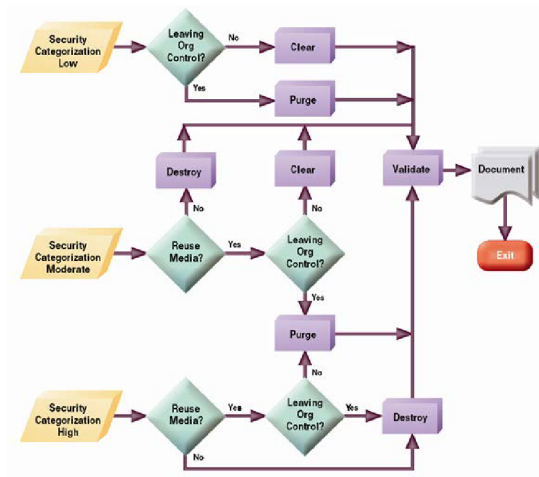 Security
Categorization
Low
Leaving
Org
Control?
No
Clear
Yes
Purge
Destroy
Clear
Validate
Document
No
No
Security
Categorization
Moderate
Reuse
Media?
Yes
Leaving
Org
Control?
Exit
Yes
Purge
No
Security
Categorization
High
Reuse
Media?
Yes
Leaving
Org
Control?
Yes
Destroy
No